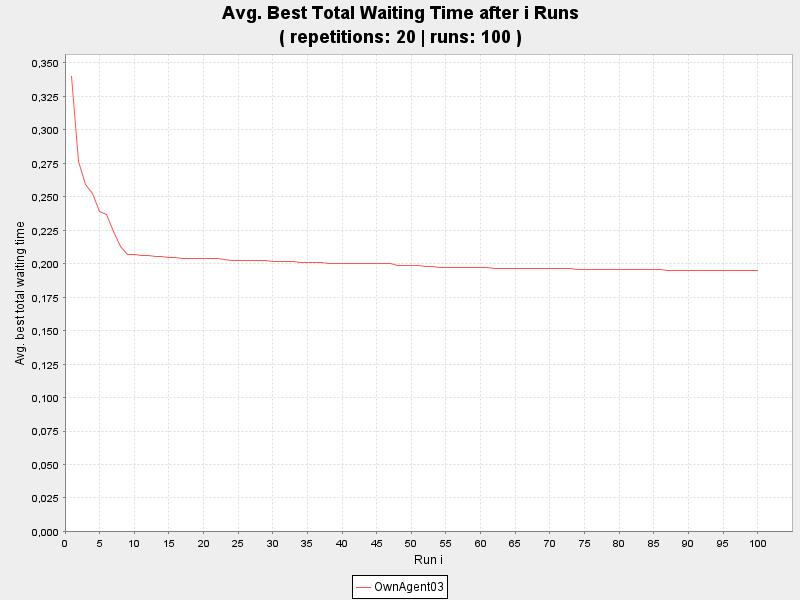 Avg. Best Total Waiting Time after i Runs
( repetitions: 20 | runs: 100 )
Avg. best total waiting time
0,350
0,325
0,300
0,275
0,250
0,225
0,200
0,175
0,150
0,125
0,100
0,075
0,050
0,025
0,000
0 5 10 15 20 25 30 35 40 45 50 55 60 65 70 75 80 85 90 95 100
Run i
OwnAgent03